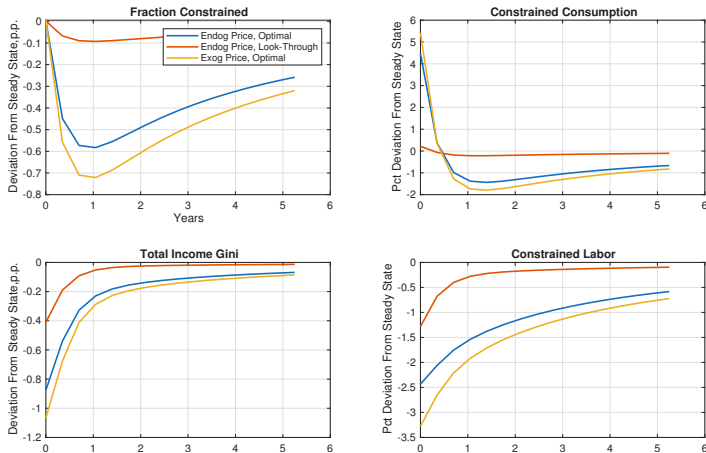 Fraction Constrained
Deviation From Steady State,p.p.
0
-0.1
-0.2
-0.3
-0.4
-0.5
-0.6
-0.7
-0.8
Endog Price, Optimal
Endog Price, Look-Through
Exog Price, Optimal
0 1 2 3 4 5 6
Years
Constrained Consumption
Pct Deviation From Steady State
6
5
4
3
2
1
0
-1
-2
0 1 2 3 4 5 6
Total Income Gini
Deviation From Steady State,p.p.
0
-0.2
-0.4
-0.6
-0.8
-1
-1.2
0 1 2 3 4 5 6
Constrained Labor
Pct Deviation From Steady State
0
-0.5
-1
-1.5
-2
-2.5
-3
-3.5
0 1 2 3 4 5 6